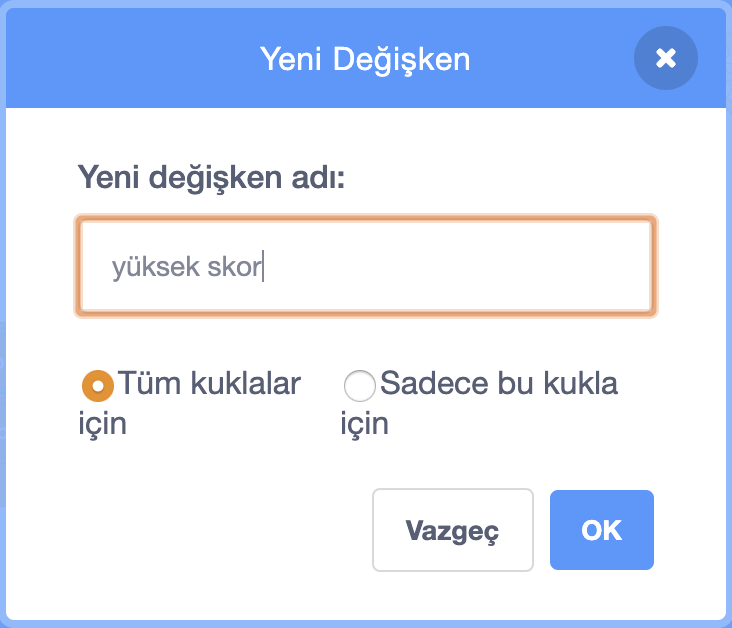 Yeni Değişken
Yeni değişken adı:
yüksek skor
Tüm kuklalar için
Sadece bu kukla için
Vazgeç
OK